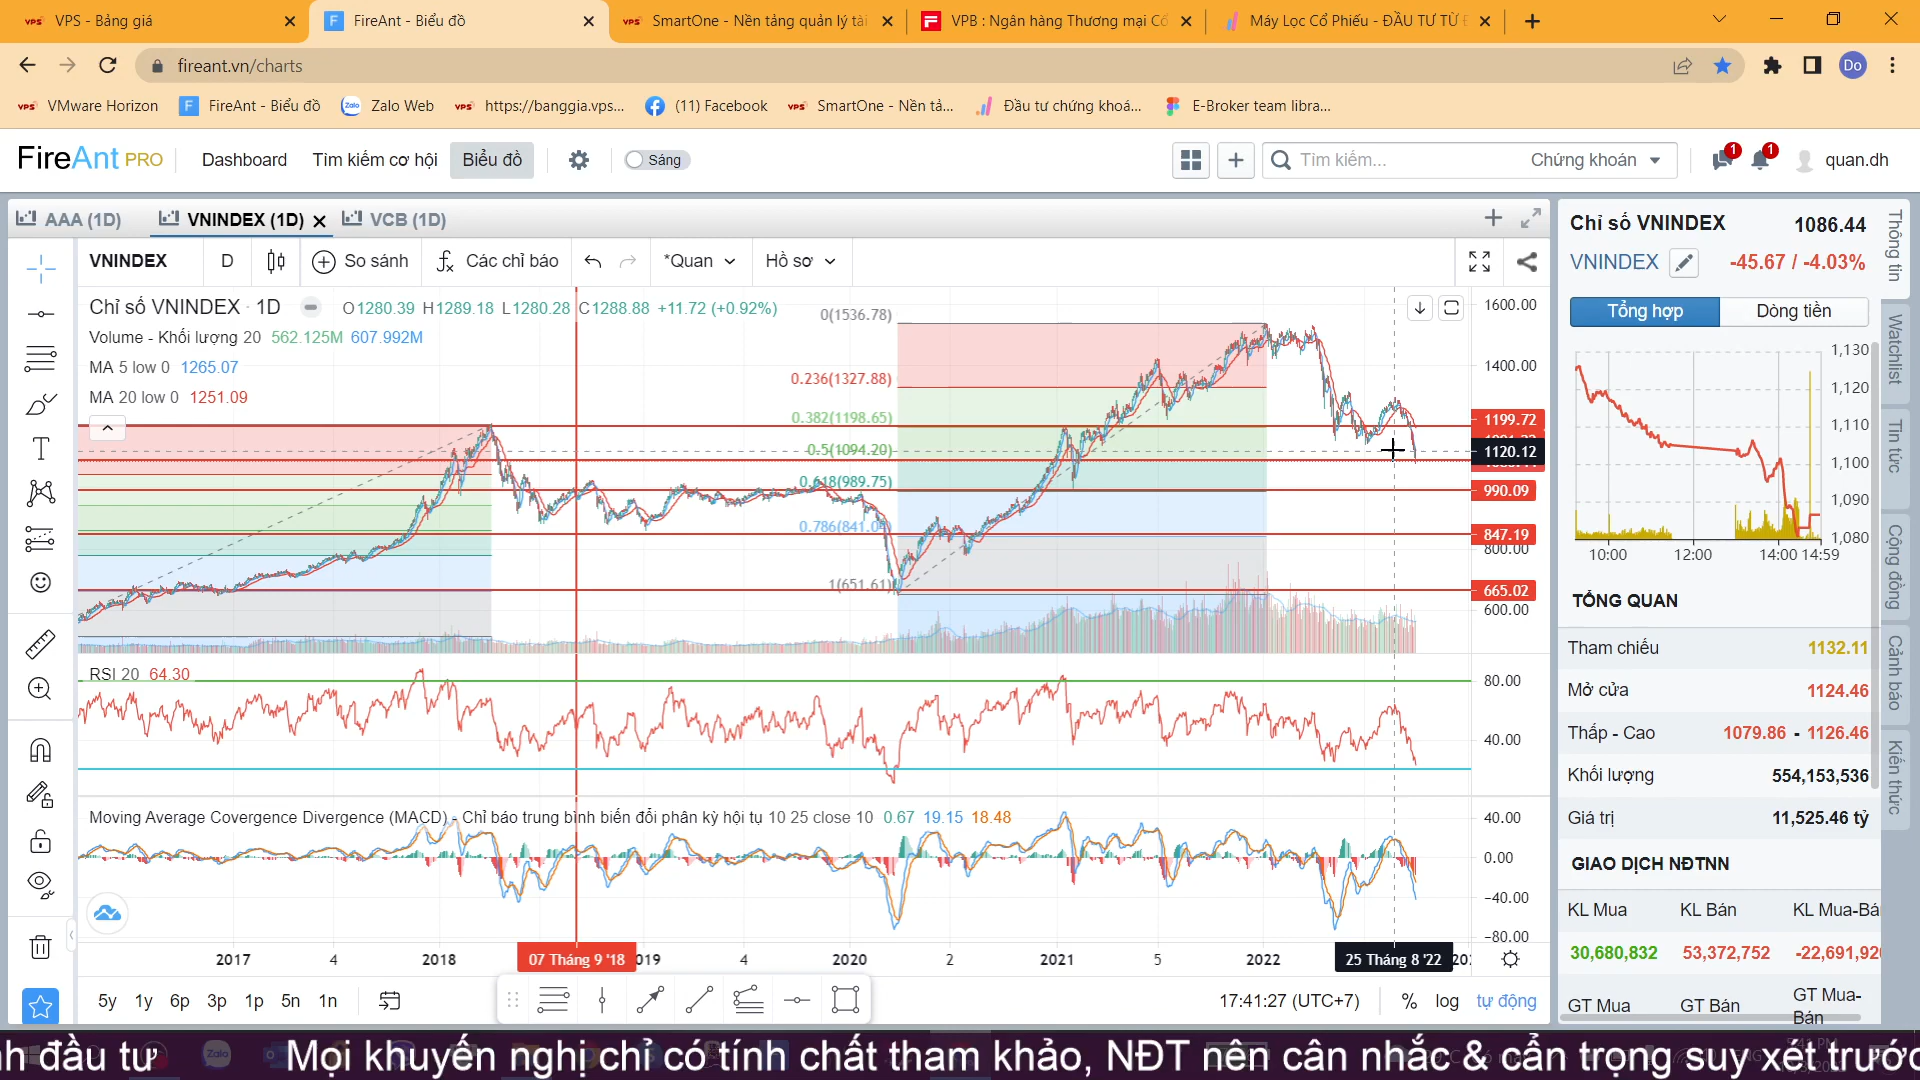 VPS - Bảng giá
FireAnt - Biểu đồ
SmartOne - Nền tảng quản lý tài
VPB : Ngân hàng Thương mại Cổ
Máy Lọc Cổ Phiếu - ĐẦU TƯ TỪ
fireant.vn/charts
Do
VMware Horizon
FireAnt - Biểu đồ
Zalo Web
https://banggia.vps...
(11) Facebook
SmartOne - Nền tả...
Đầu tư chứng khoá...
E-Broker team libra...
FireAnt PRO
Dashboard
Tìm kiếm cơ hội
Biểu đồ
Sáng
Tìm kiếm...
Chứng khoán
1
1
quan.dh
AAA (1D)
VNINDEX (1D)
VCB (1D)
VNINDEX
D
So sánh
Các chỉ báo
*Quan
Hồ sơ
Chỉ số VNINDEX · 1D
O1280.39 H1289.18 L1280.28 C1288.88 +11.72 (+0.92%)
Volume - Khối lượng 20 562.125M 607.992M
MA 5 low 0 1265.07
MA 20 low 0 1251.09
0(1536.78)
0.236(1327.88)
0.382(1198.65)
0.5(1094.20)
0.618(989.75)
1(651.61)
1600.00
1400.00
1199.72
1120.12
990.09
847.19
800.00
665.02
600.00
RSI 20 64.30
80.00
40.00
Moving Average Covergence Divergence (MACD) - Chỉ báo trung bình biến đổi phân kỳ hội tụ 10 25 close 10 0.67 19.15 18.48
40.00
0.00
-40.00
-80.00
2017 4 2018 07 Tháng 9 '18 4 2020 2 2021 5 2022 25 Tháng 8 '22
5y 1y 6p 3p 1p 5n 1n
17:41:27 (UTC+7)
% log tự động
Chỉ số VNINDEX 1086.44
VNINDEX -45.67 / -4.03%
Tổng hợp
Dòng tiền
1,130
1,120
1,110
1,100
1,090
1,080
10:00 12:00 14:00 14:59
TỔNG QUAN
Tham chiếu 1132.11
Mở cửa 1124.46
Thấp - Cao 1079.86 - 1126.46
Khối lượng 554,153,536
Giá trị 11,525.46 tỷ
GIAO DỊCH NĐTNN
KL Mua KL Bán KL Mua-Bá
30,680,832 53,372,752 -22,691,920
GT Mua GT Bán GT Mua-
Bán
Thông tin
Watchlist
Tin tức
Cộng đồng
Cảnh báo
Kiến thức
h đầu tư Mọi khuyến nghị chỉ có tính chất tham khảo, NĐT nên cân nhắc & cẩn trọng suy xét trước